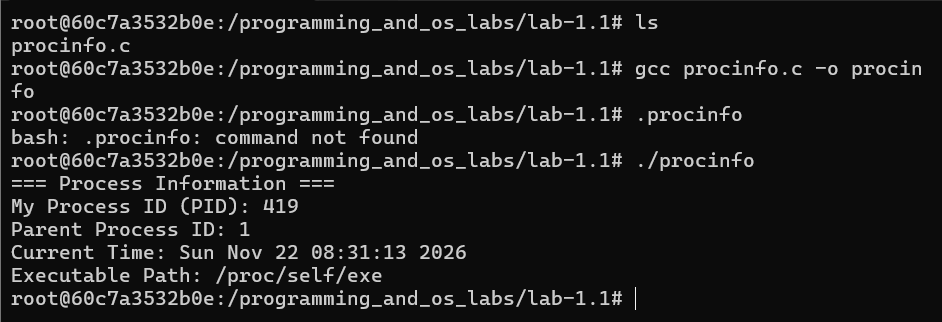 root@60c7a3532b0e:/programming_and_os_labs/lab-1.1# ls
procinfo.c
root@60c7a3532b0e:/programming_and_os_labs/lab-1.1# gcc procinfo.c -o procin
fo
root@60c7a3532b0e:/programming_and_os_labs/lab-1.1# .procinfo
bash: .procinfo: command not found
root@60c7a3532b0e:/programming_and_os_labs/lab-1.1# ./procinfo
=== Process Information ===
My Process ID (PID): 419
Parent Process ID: 1
Current Time: Sun Nov 22 08:31:13 2026
Executable Path: /proc/self/exe
root@60c7a3532b0e:/programming_and_os_labs/lab-1.1#